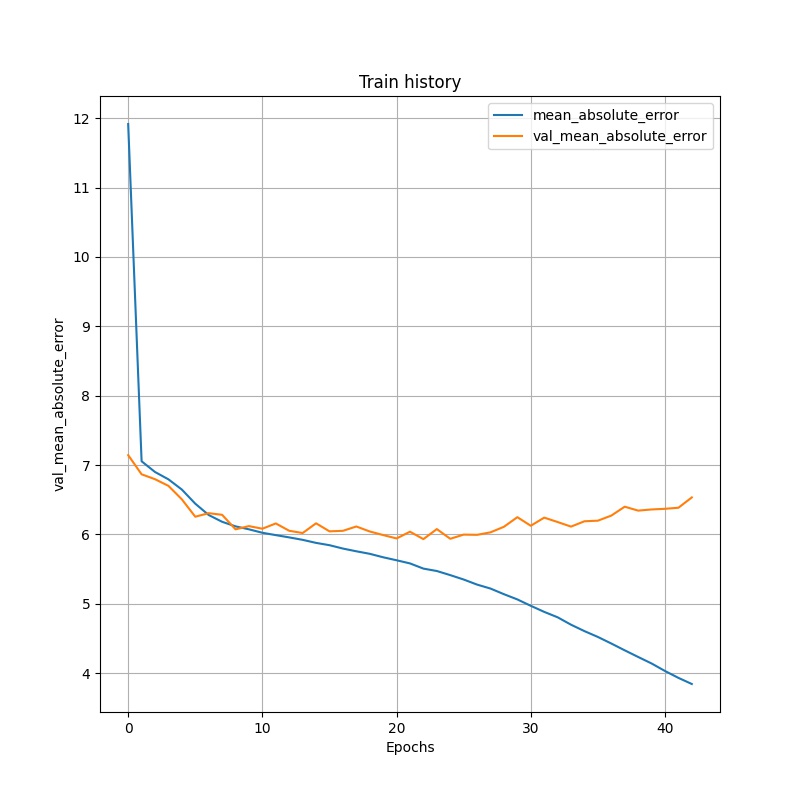 Train history
mean_absolute_error
val_mean_absolute_error
12
11
10
9
8
7
6
5
4
val_mean_absolute_error
0 10 20 30 40
Epochs